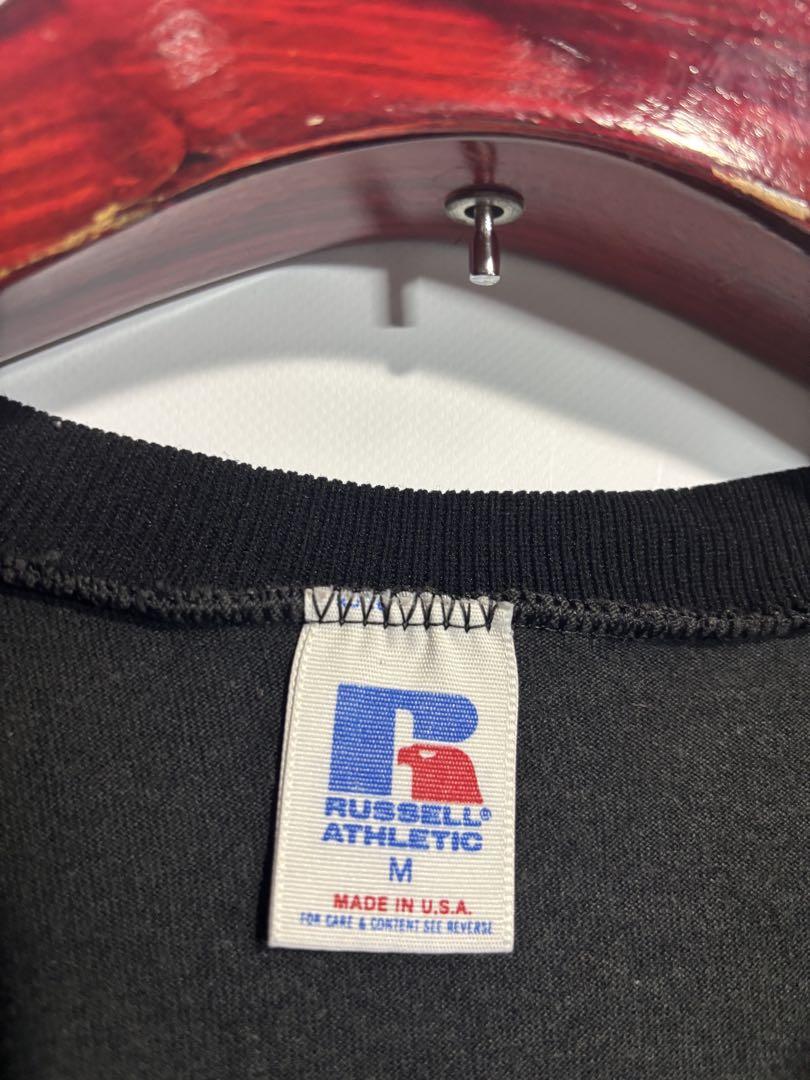 RUSSELL®
ATHLETIC
M
MADE IN U.S.A.
FOR CARE & CONTENT SEE REVERSE